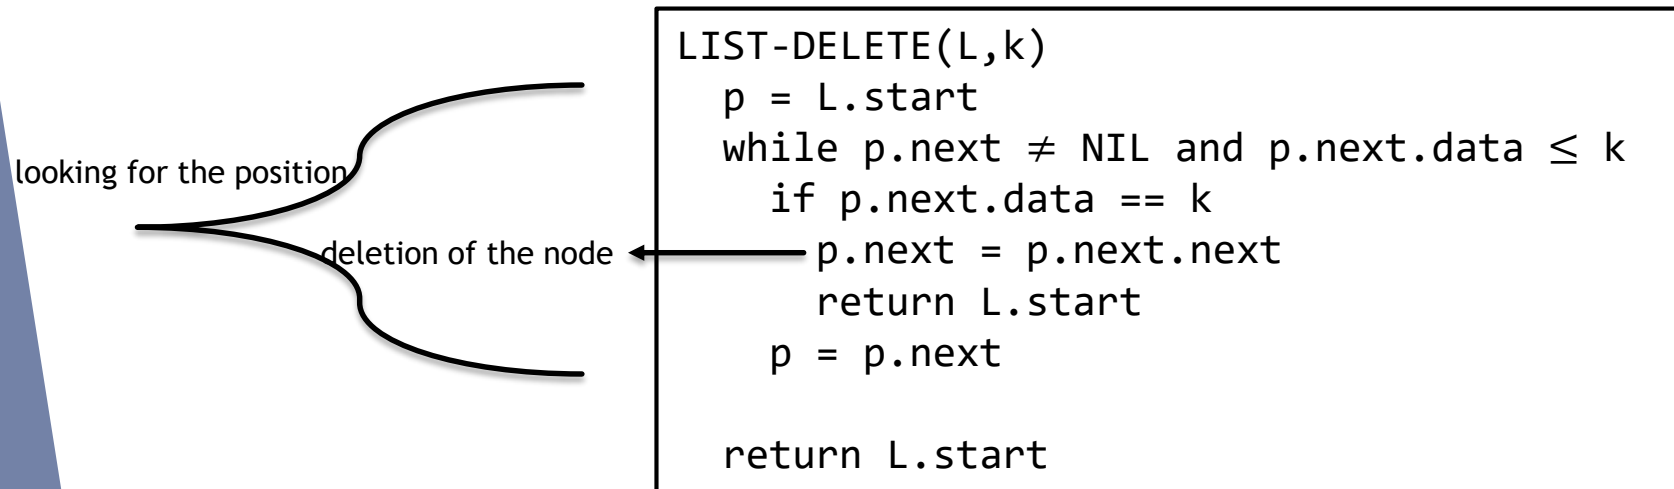 LIST-DELETE(L,k)
p = L.start
while p.next ≠ NIL and p.next.data ≤ k
if p.next.data == k
p.next = p.next.next
return L.start
p = p.next
return L.start
looking for the position
deletion of the node